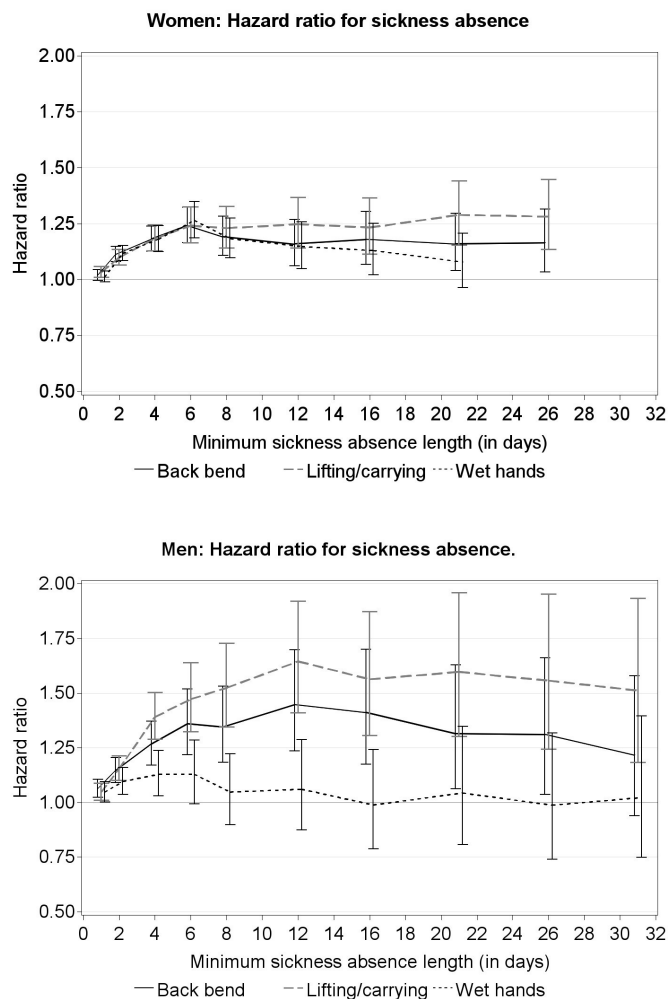 Women: Hazard ratio for sickness absence
2.00
1.75
1.50
1.25
1.00
0.75
0.50
Hazard ratio
0 2 4 6 8 10 12 14 16 18 20 22 24 26 28 30 32
Minimum sickness absence length (in days)
Back bend Lifting/carrying Wet hands
Men: Hazard ratio for sickness absence.
2.00
1.75
1.50
1.25
1.00
0.75
0.50
Hazard ratio
0 2 4 6 8 10 12 14 16 18 20 22 24 26 28 30 32
Minimum sickness absence length (in days)
Back bend Lifting/carrying Wet hands